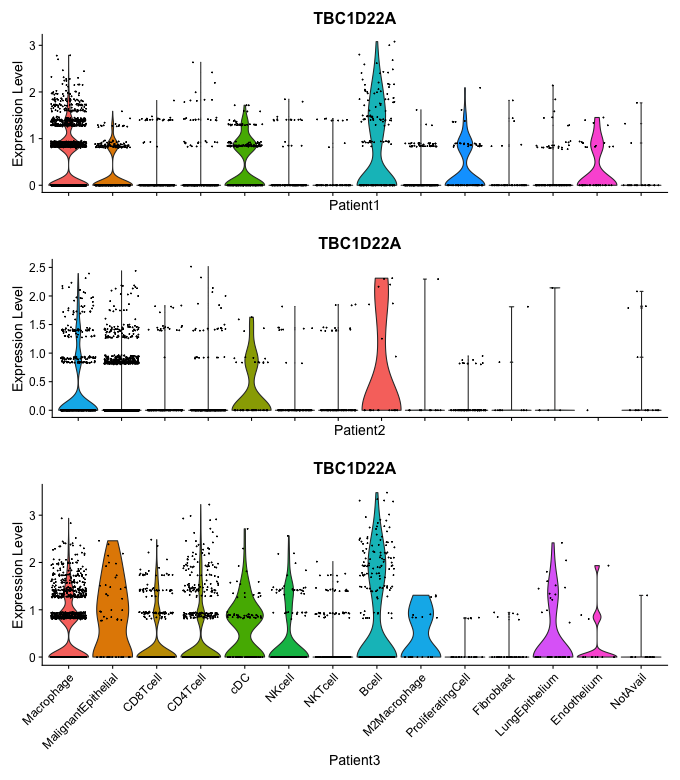 TBC1D22A
Expression Level
3
2
1
0
Patient1
TBC1D22A
Expression Level
2.5
2.0
1.5
1.0
0.5
0.0
Patient2
TBC1D22A
Expression Level
3
2
1
0
Macrophage
MalignantEpithelial
CD8Tcell
CD4Tcell
cDC
NKcell
NKTcell
Bcell
M2Macrophage
ProliferatingCell
Fibroblast
LungEpithelium
Endothelium
NotAvail
Patient3